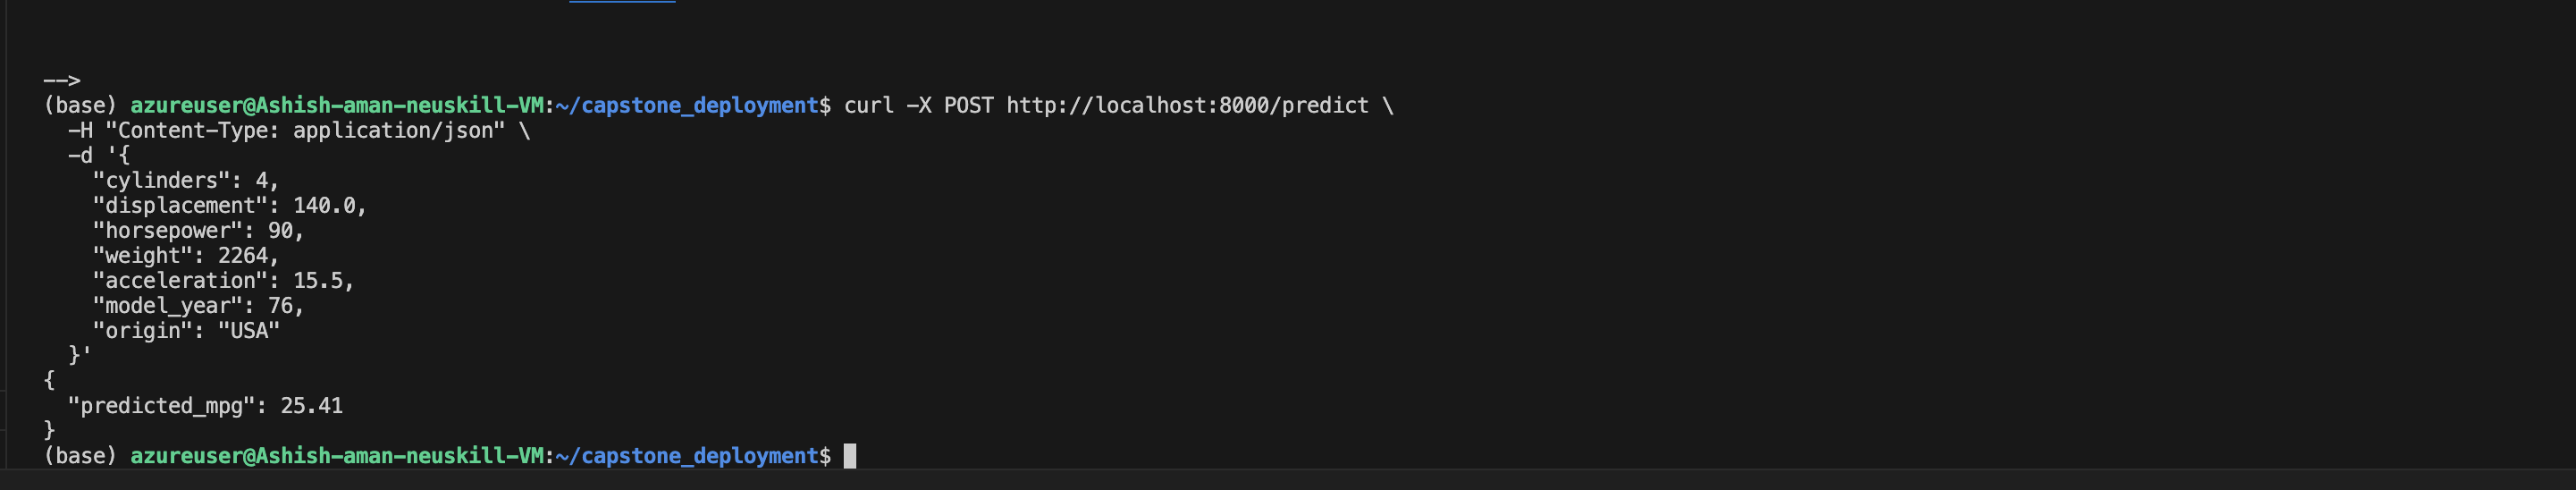 -->
(base) azureuser@Ashish-aman-neuskill-VM:~/capstone_deployment$ curl -X POST http://localhost:8000/predict \
  -H "Content-Type: application/json" \
  -d '{
    "cylinders": 4,
    "displacement": 140.0,
    "horsepower": 90,
    "weight": 2264,
    "acceleration": 15.5,
    "model_year": 76,
    "origin": "USA"
  }'
{
  "predicted_mpg": 25.41
}
(base) azureuser@Ashish-aman-neuskill-VM:~/capstone_deployment$